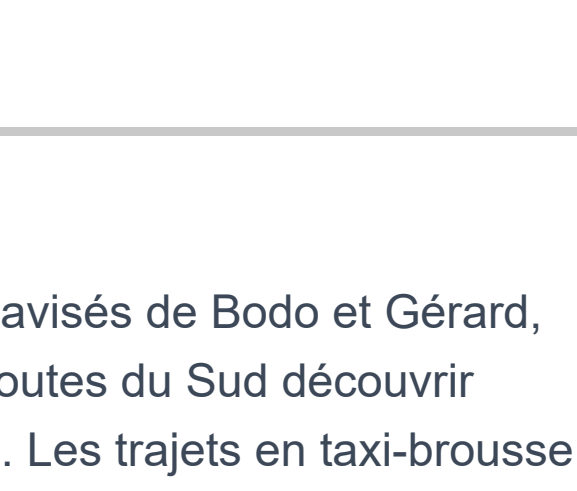 avisés de Bodo et Gérard,
outes du Sud découvrir
. Les trajets en taxi-brousse